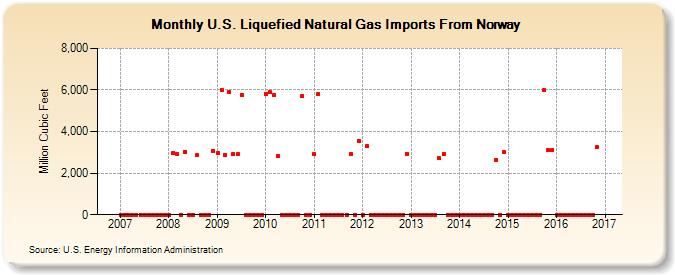 Monthly U.S. Liquefied Natural Gas Imports From Norway
Million Cubic Feet
8,000
6,000
4,000
2,000
0
2007 2008 2009 2010 2011 2012 2013 2014 2015 2016 2017
Source: U.S. Energy Information Administration